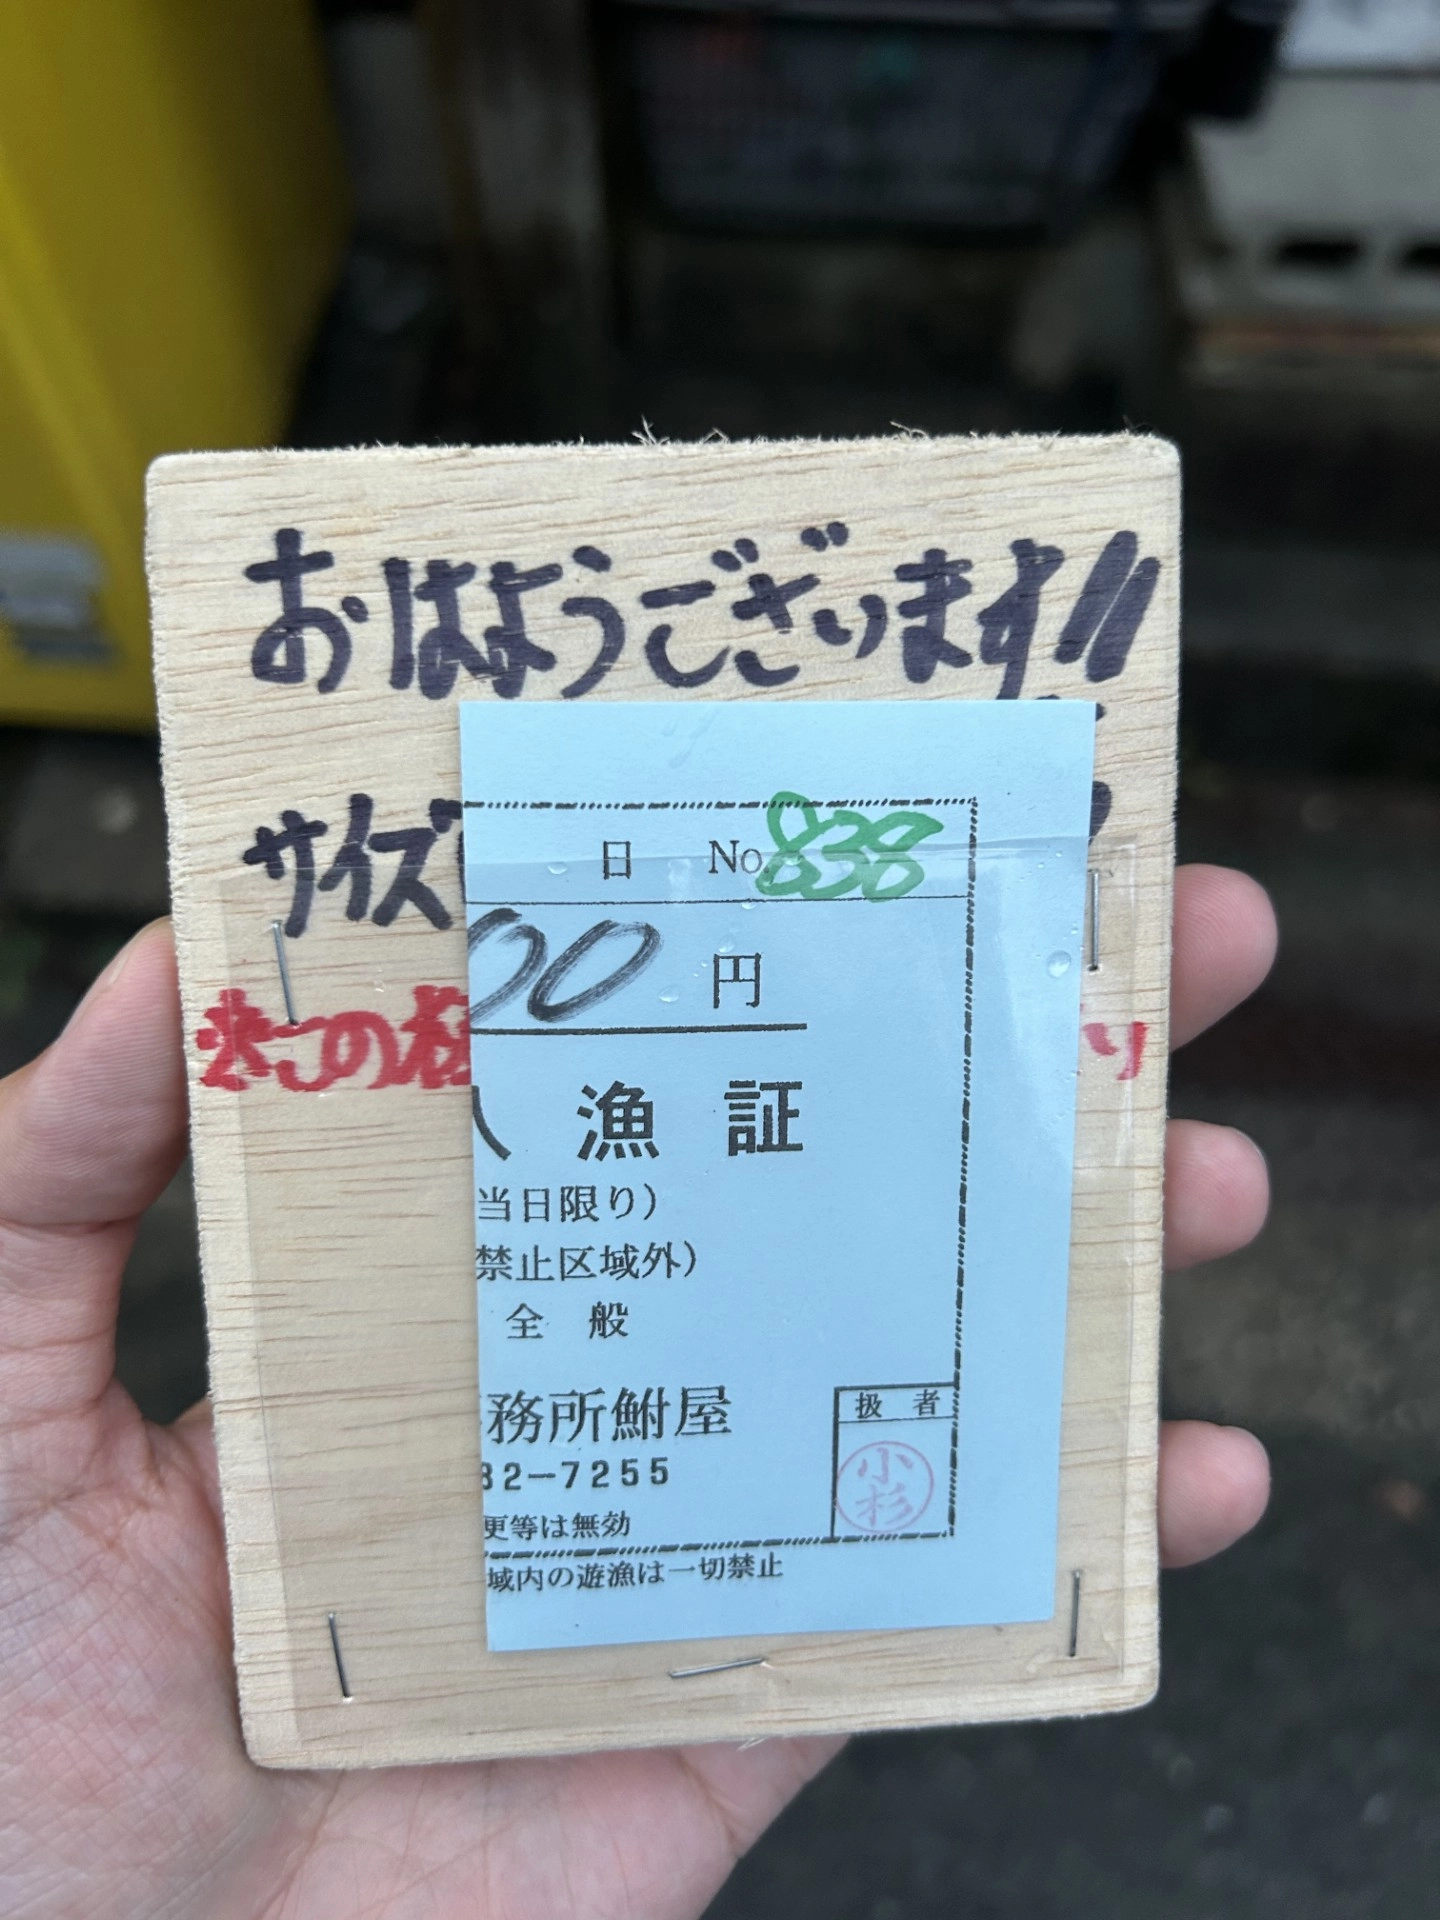 おはようございます!!
サイズ
日 No. 838
00 円
※この板
り
漁 証
当日限り）
禁止区域外）
全 般
務所鮒屋
32-7255
扱 者
小杉
更等は無効
域内の遊漁は一切禁止